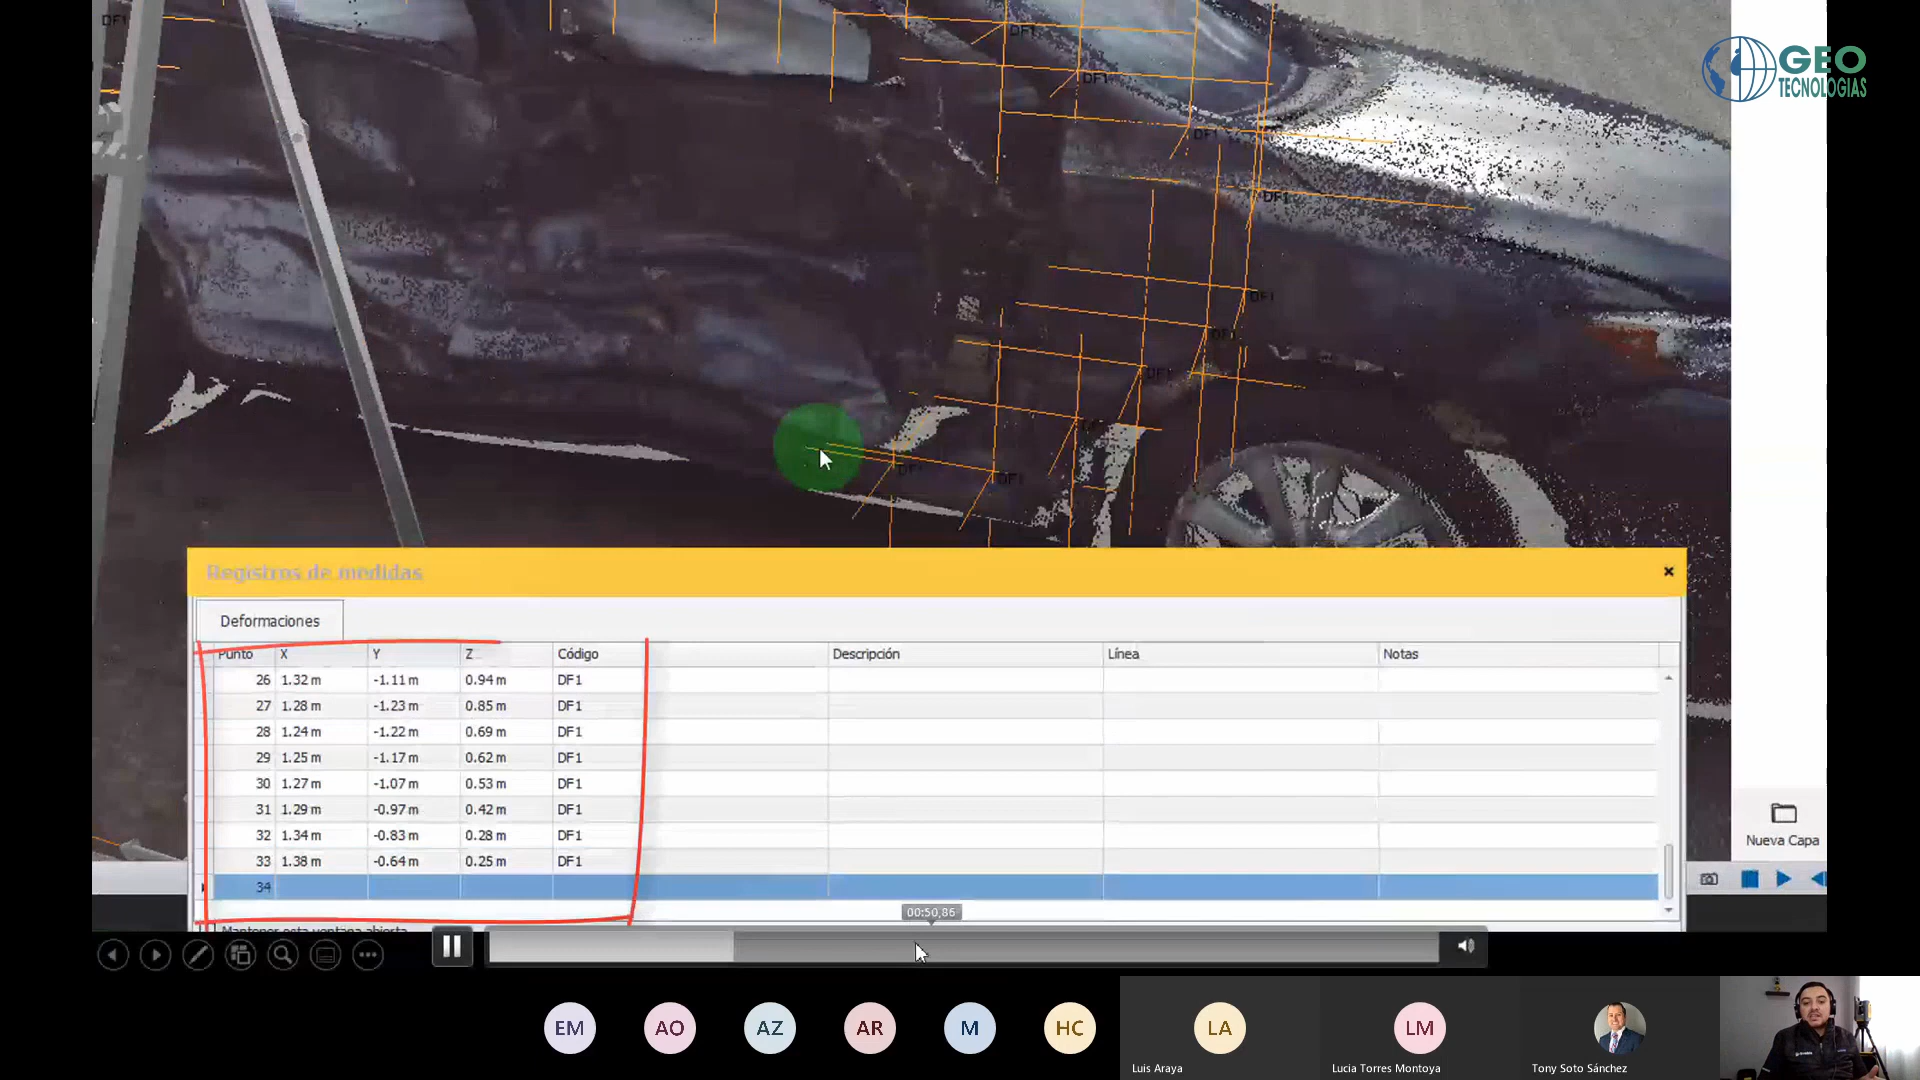 DF1
GEO
TECNOLOGIAS
DF1
DF1
DF1
DF1
DF1
DF1
DF1
DF1
DF1
Registros de medidas
Deformaciones
Punto X Y Z Código Descripción Línea Notas
26 1.32 m -1.11 m 0.94 m DF1
27 1.28 m -1.23 m 0.85 m DF1
28 1.24 m -1.22 m 0.69 m DF1
29 1.25 m -1.17 m 0.62 m DF1
30 1.27 m -1.07 m 0.53 m DF1
31 1.29 m -0.97 m 0.42 m DF1
32 1.34 m -0.83 m 0.28 m DF1
33 1.38 m -0.64 m 0.25 m DF1
34
Nueva Capa
00:50,86
Mantener esta ventana abierta
EM AO AZ AR M HC LA LM
Luis Araya Lucia Torres Montoya Tony Soto Sánchez